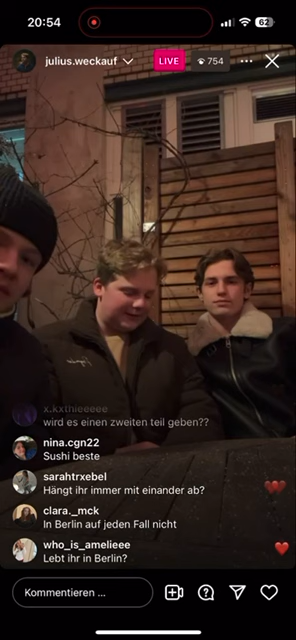 20:54
62
julius.weckauf
LIVE
754
x.kxthleeeee
wird es einen zweiten teil geben??
nina.cgn22
Sushi beste
sarahtrxebel
Hängt ihr immer mit einander ab?
clara._mck
In Berlin auf jeden Fall nicht
who_is_amelieee
Lebt ihr in Berlin?
Kommentieren ...